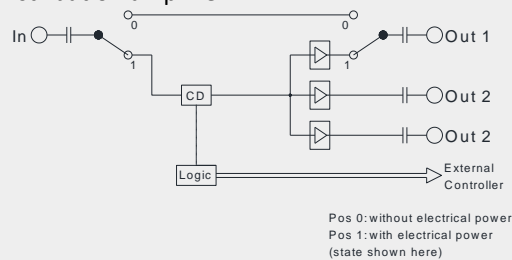 0
0
In
Out 1
1
1
CD
Out 2
Out 2
Logic
External
Controller
Pos 0: without electrical power
Pos 1: with electrical power
(state shown here)